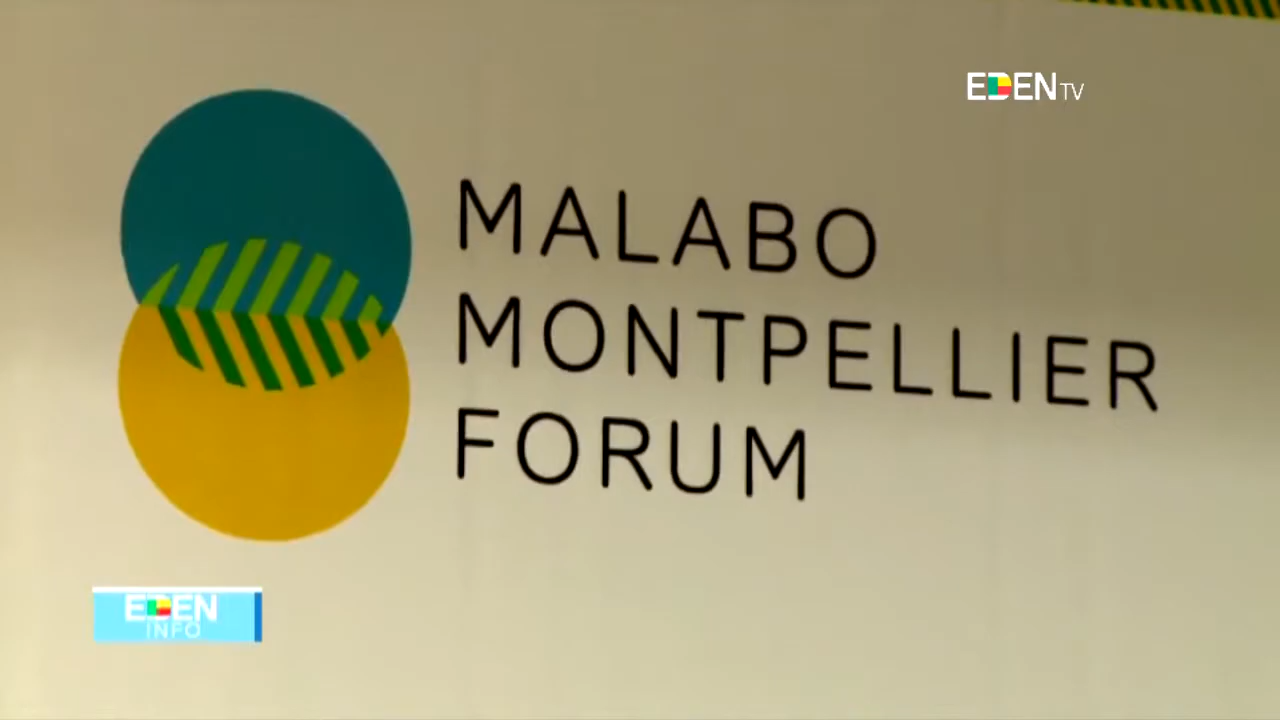 EDEN TV
MALABO
MONTPELLIER
FORUM
EDEN
INFO